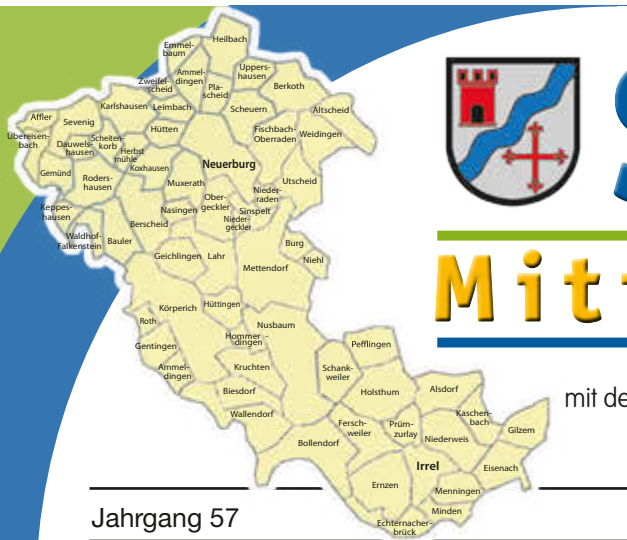 Heilbach
Emmel-
baum
Uppers-
hausen
Ammel-
dingen
Zweifel-
scheid
Pla-
scheid
Berkoth
Karlshausen
Leimbach
Scheuern
Altscheid
Affler
Sevenig
Hütten
Fischbach-
Oberraden
Weidingen
Übereisen-
bach
Dauwels-
hausen
Scheiten-
korb
Herbst
mühle
Koxhausen
Neuerburg
Gemünd
Roders-
hausen
Muxerath
Utscheid
Ober-
geckler
Nieder-
raden
Keppes-
hausen
Nasingen
Sinspelt
Nieder-
geckler
Berscheid
Waldhof-
Falkenstein
Bauler
Burg
Geichlingen
Lahr
Niehl
Mettendorf
Körperich
Hüttingen
Roth
Nusbaum
Hommer -
dingen
Gentingen
Pefflingen
Ammel-
dingen
Kruchten
Schank-
weiler
Biesdorf
Holsthum
Alsdorf
Wallendorf
Kaschen-
bach
Gilzem
Fersch-
weiler
Prüm-
zurlay
Niederweis
Bollendorf
Irrel
Eisenach
Ernzen
Menningen
Minden
Echternacher-
brück
Mit
mit de
Jahrgang 57